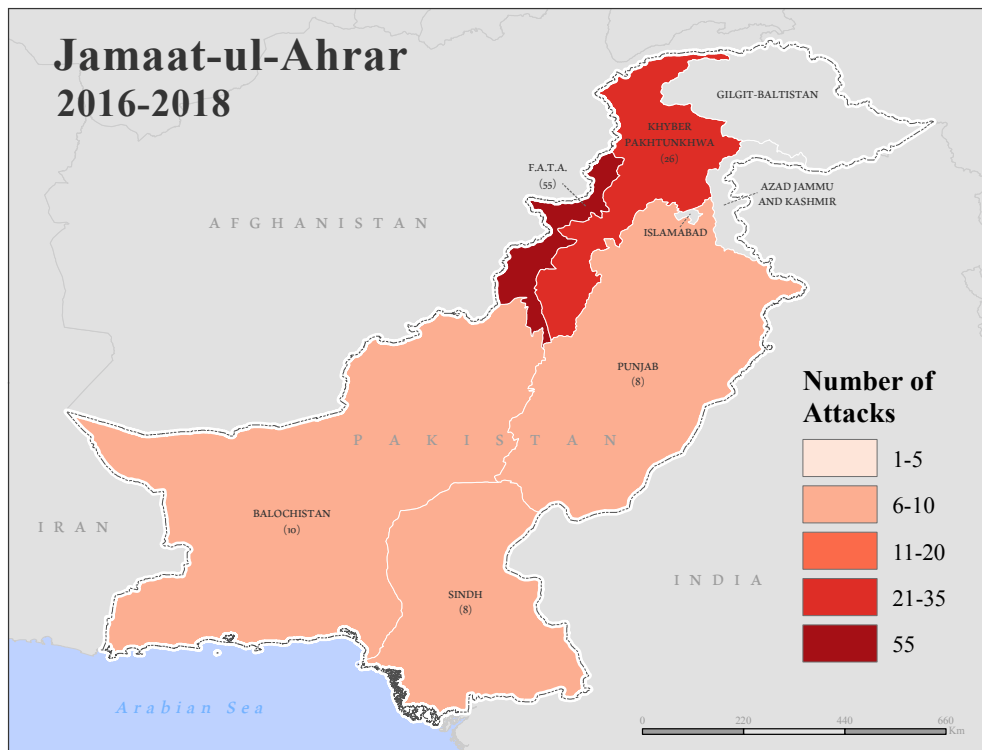 Jamaat-ul-Ahrar
2016-2018
GILGIT-BALTISTAN
KHYBER
PAKHTUNKHWA
(26)
F.A.T.A.
(55)
AZAD JAMMU
AND KASHMIR
AFGHANISTAN
ISLAMABAD
PUNJAB
(8)
PAKISTAN
BALOCHISTAN
(10)
IRAN
SINDH
(8)
INDIA
Arabian Sea
Number of
Attacks
1-5
6-10
11-20
21-35
55
0 220 440 660
Km